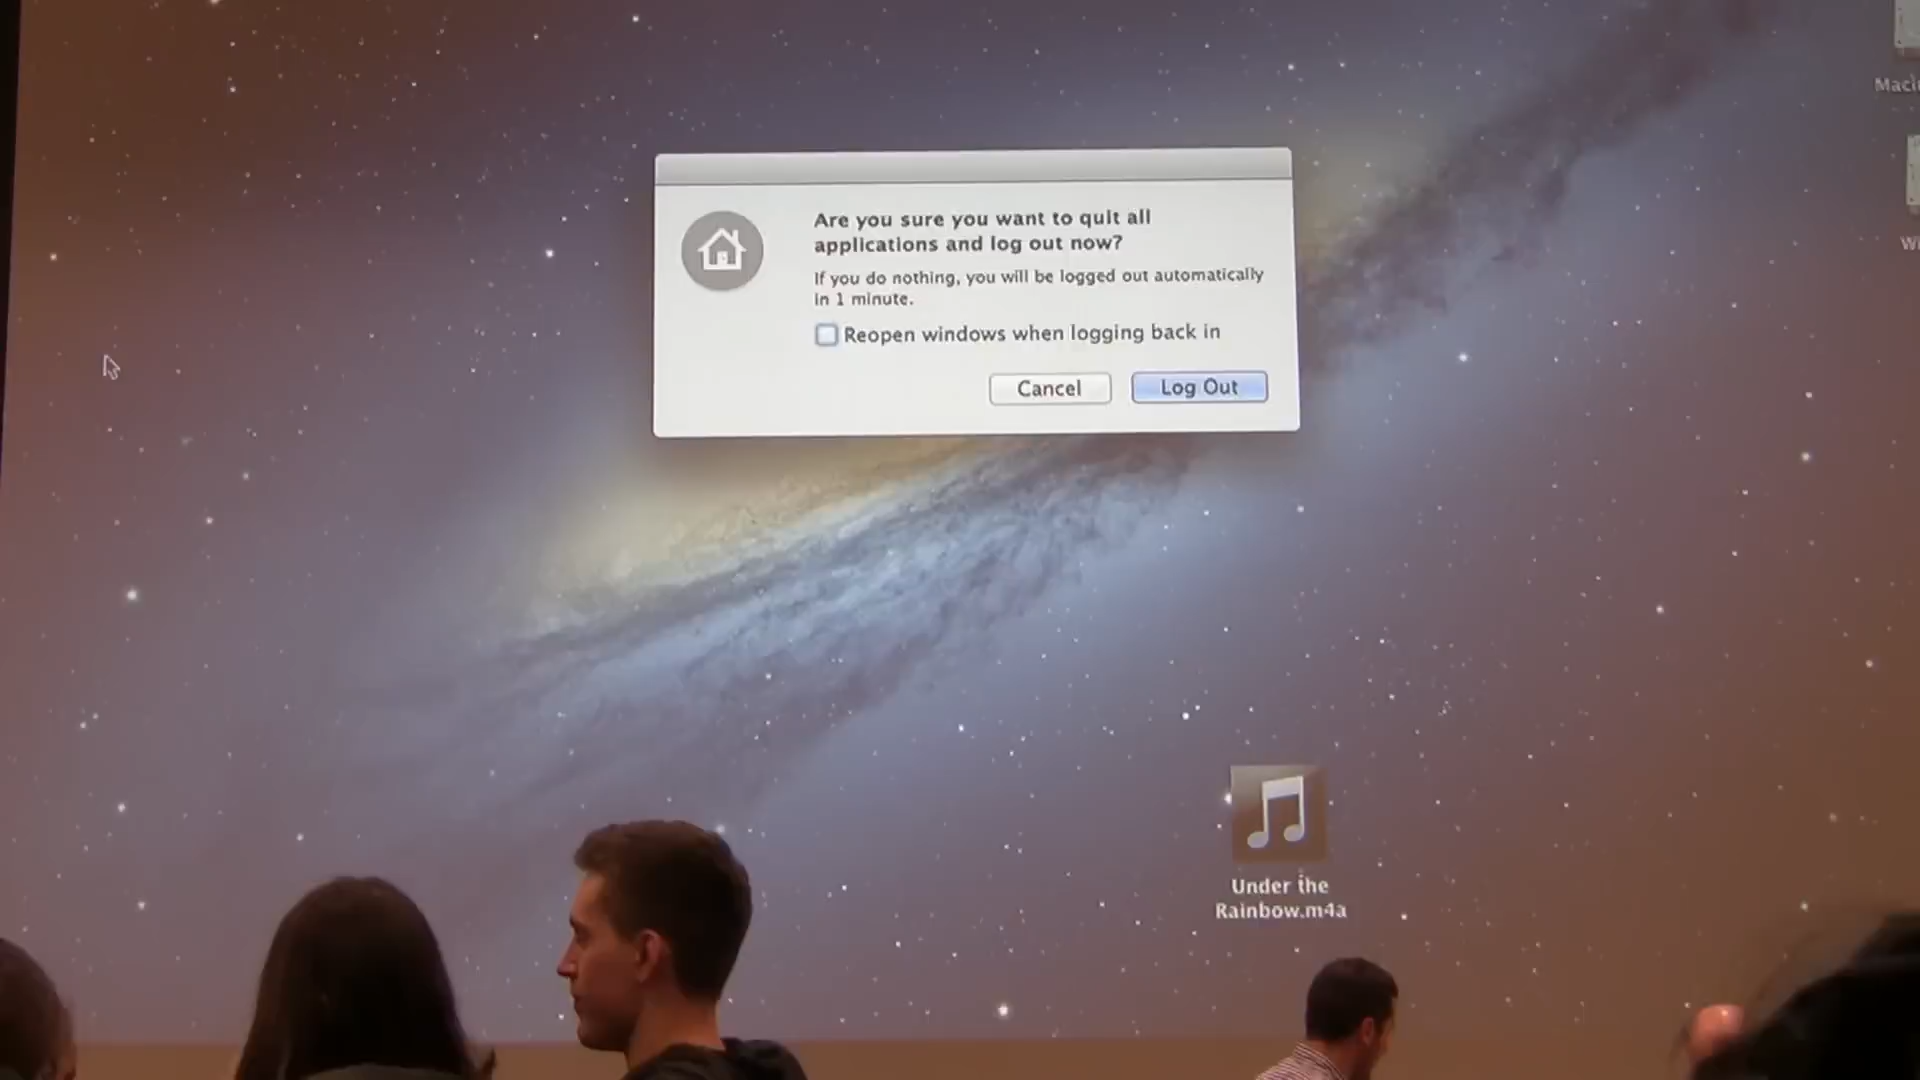 Are you sure you want to quit all
applications and log out now?
If you do nothing, you will be logged out automatically
in 1 minute.
Reopen windows when logging back in
Cancel
Log Out
Under the
Rainbow.m4a